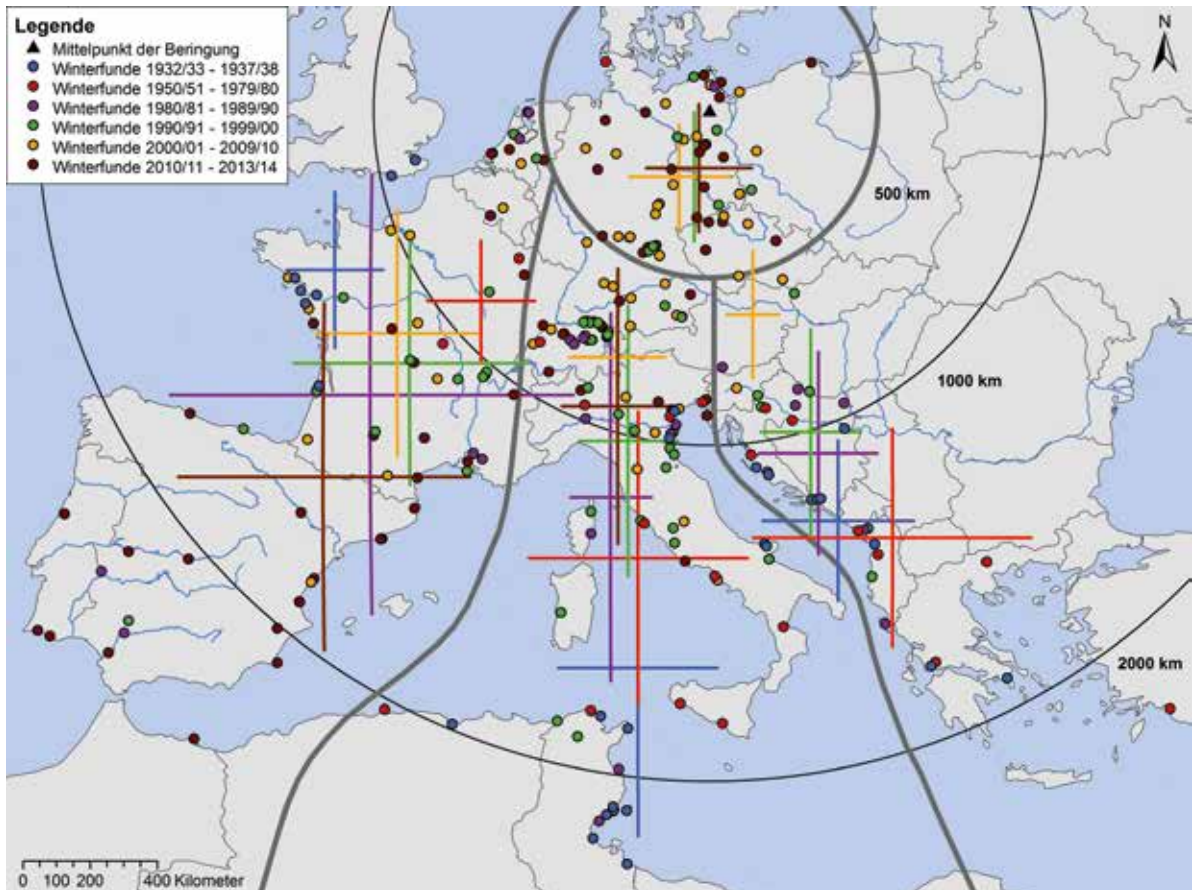 Legende
Mittelpunkt der Beringung
Winterfunde 1932/33 - 1937/38
Winterfunde 1950/51 - 1979/80
Winterfunde 1980/81 - 1989/90
Winterfunde 1990/91 - 1999/00
Winterfunde 2000/01 - 2009/10
Winterfunde 2010/11 - 2013/14
N
500 km
1000 km
2000 km
0 100 200 400 Kilometer